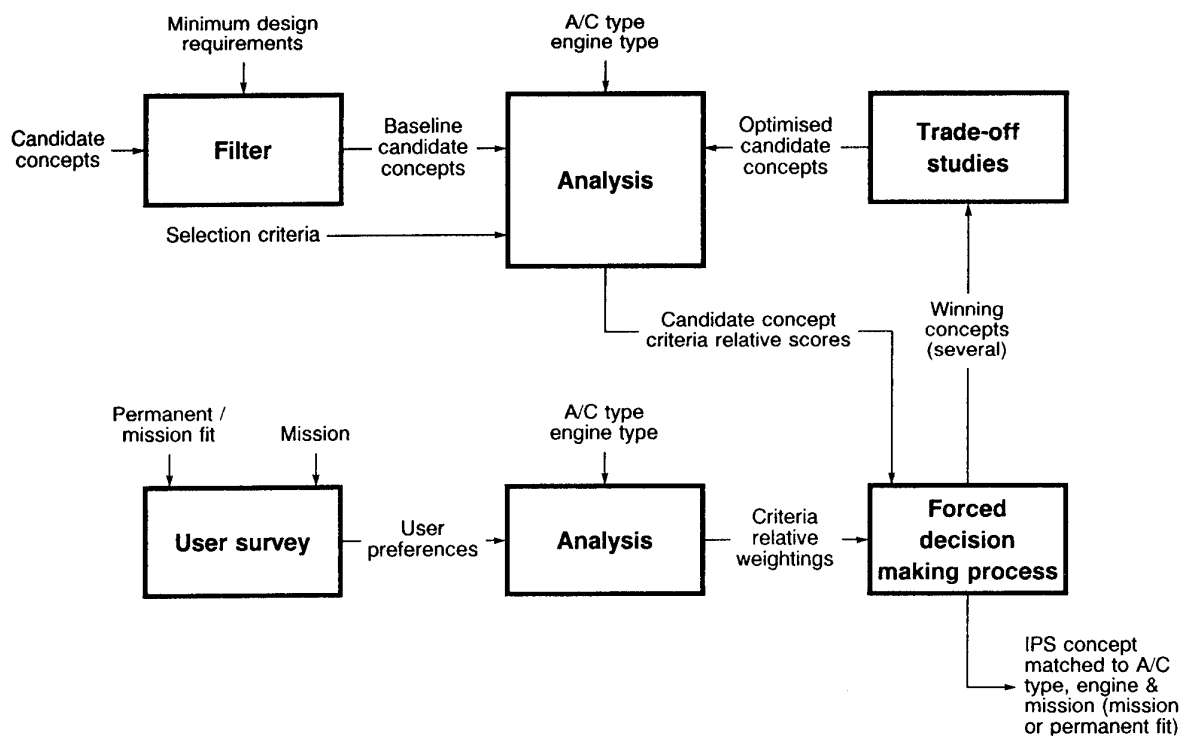 Minimum design
requirements
A/C type
engine type
Candidate
concepts
Filter
Baseline
candidate
concepts
Analysis
Optimised
candidate
concepts
Trade-off
studies
Selection criteria
Candidate concept
criteria relative scores
Winning
concepts
(several)
Permanent /
mission fit
Mission
A/C type
engine type
User survey
User
preferences
Analysis
Criteria
relative
weightings
Forced
decision
making process
IPS concept
matched to A/C
type, engine &
mission (mission
or permanent fit)